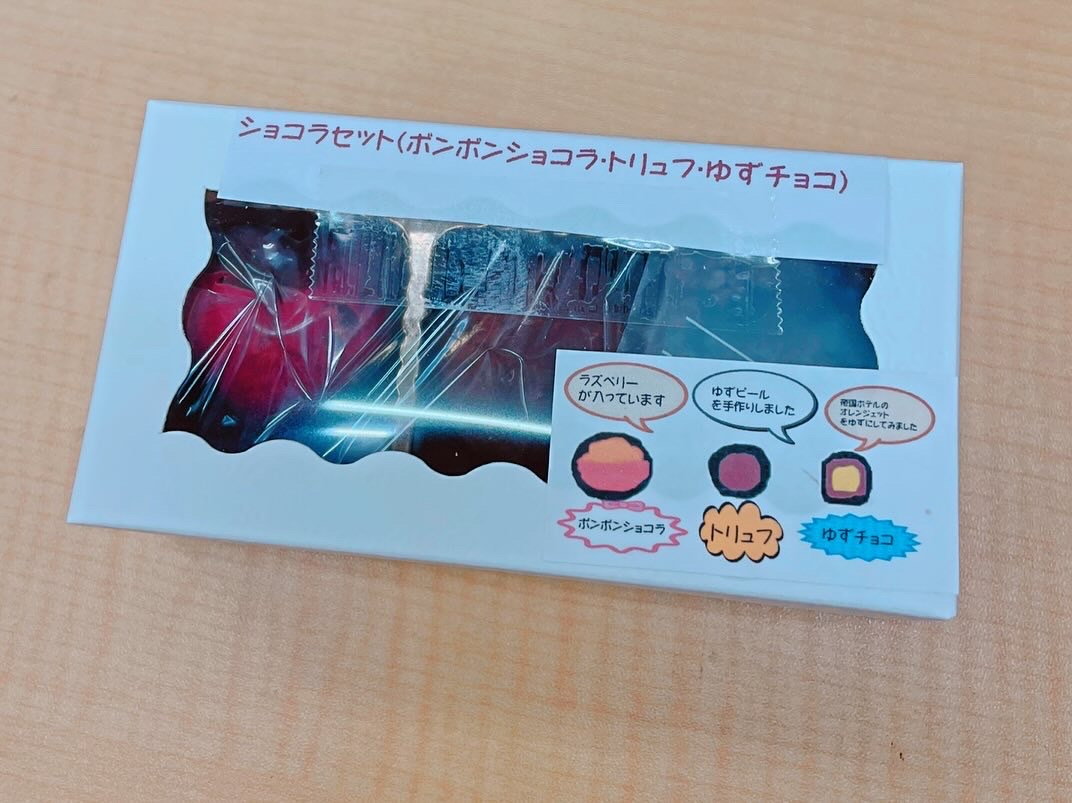 ショコラセット(ボンボンショコラ・トリュフ・ゆずチョコ)
ラズベリー
が入っています
ゆずピール
を手作りしました
帝国ホテルの
オレンジェット
をゆずにしてみました
ボンボンショコラ
トリュフ
ゆずチョコ